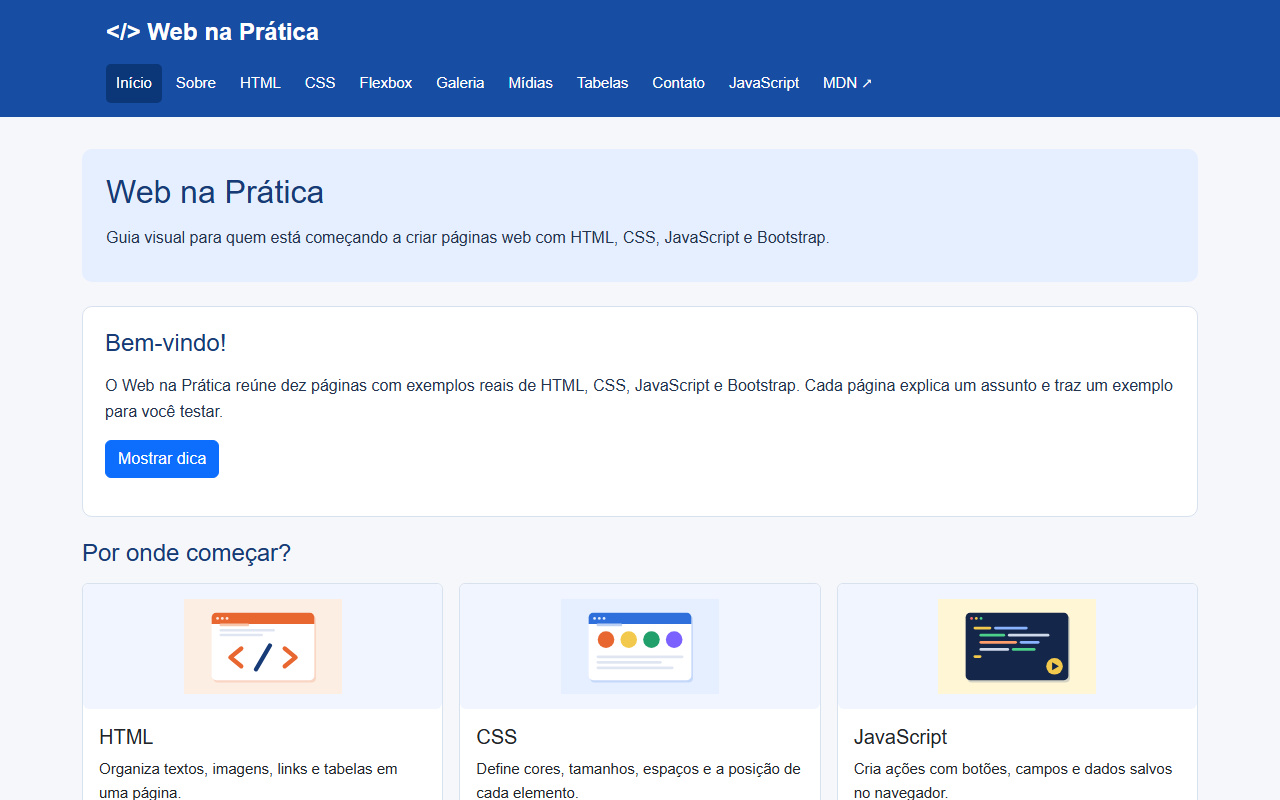 </> Web na Prática
Início Sobre HTML CSS Flexbox Galeria Mídias Tabelas Contato JavaScript MDN ↗
Web na Prática
Guia visual para quem está começando a criar páginas web com HTML, CSS, JavaScript e Bootstrap.
Bem-vindo!
O Web na Prática reúne dez páginas com exemplos reais de HTML, CSS, JavaScript e Bootstrap. Cada página explica um assunto e traz um exemplo
para você testar.
Mostrar dica
Por onde começar?
HTML
Organiza textos, imagens, links e tabelas em
uma página.
CSS
Define cores, tamanhos, espaços e a posição de
cada elemento.
JavaScript
Cria ações com botões, campos e dados salvos
no navegador.